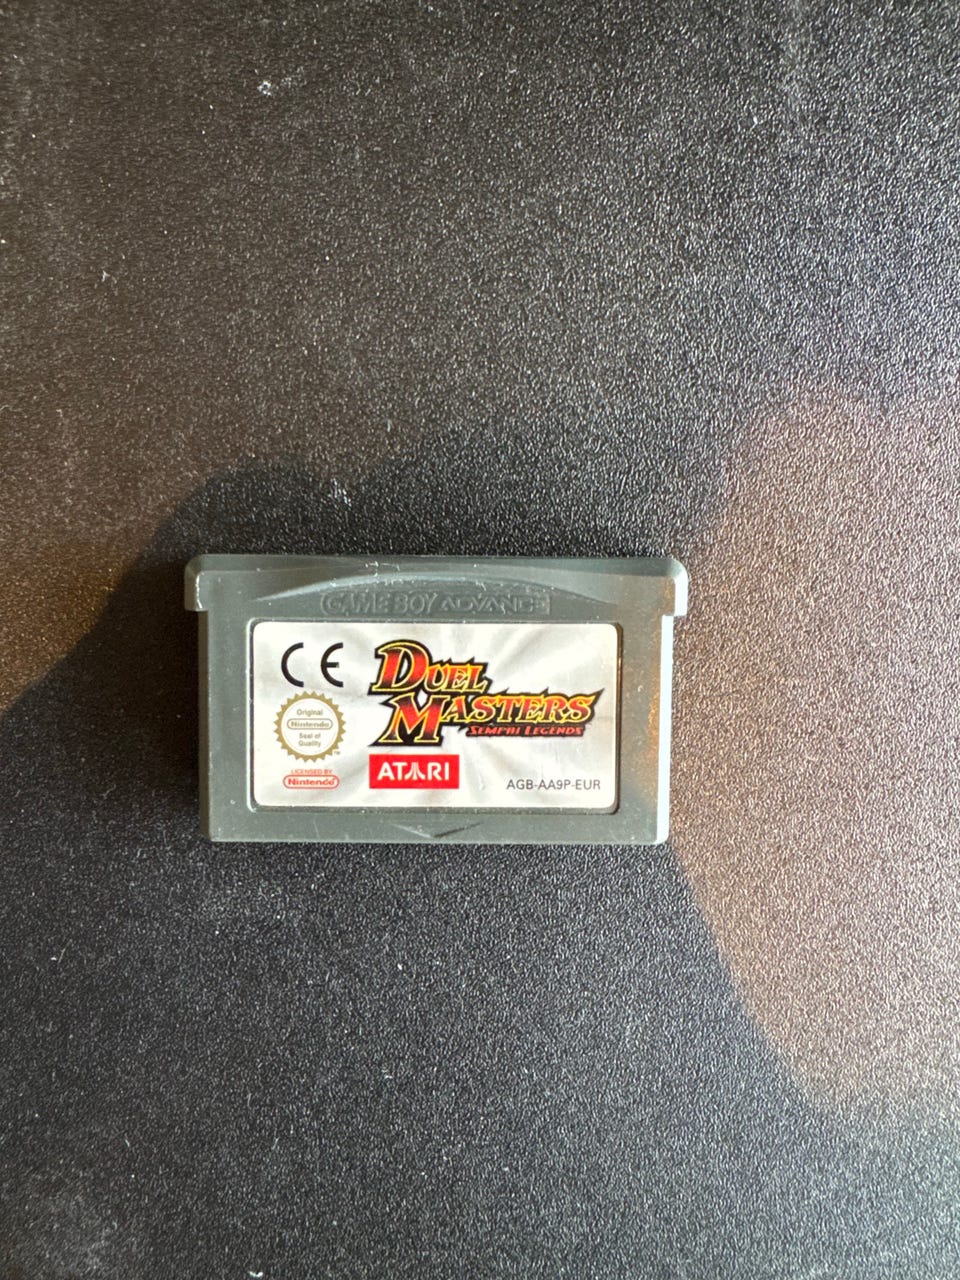 GAME BOY ADVANCE
CE
DUEL
MASTERS
SEMPAI LEGENDS
Original
Nintendo
Seal of
Quality
TM
LICENSED BY
Nintendo
ATARI
AGB-AA9P-EUR